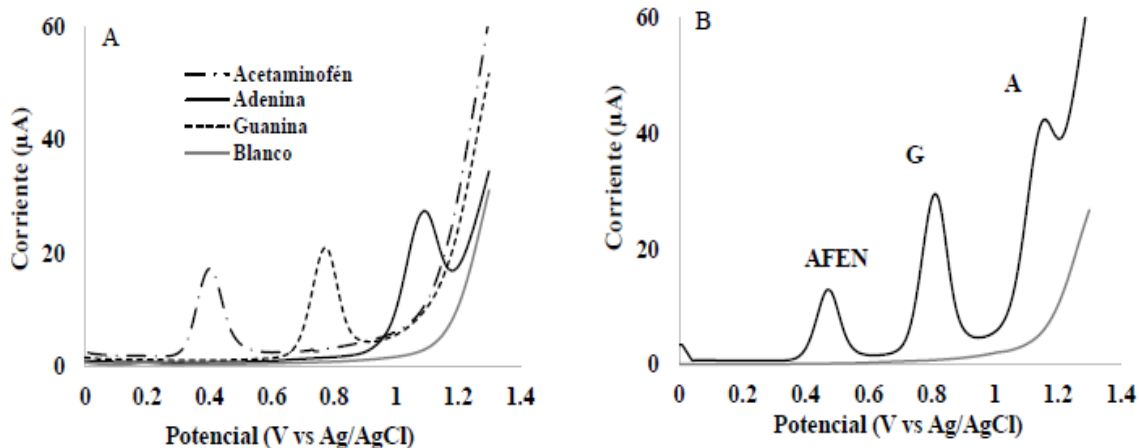 A
60
40
20
0
Corriente (µA)
Acetaminofén
Adenina
Guanina
Blanco
0 0.2 0.4 0.6 0.8 1 1.2 1.4
Potencial (V vs Ag/AgCl)
B
60
40
20
0
Corriente (µA)
AFEN
G
A
0 0.2 0.4 0.6 0.8 1 1.2 1.4
Potencial (V vs Ag/AgCl)